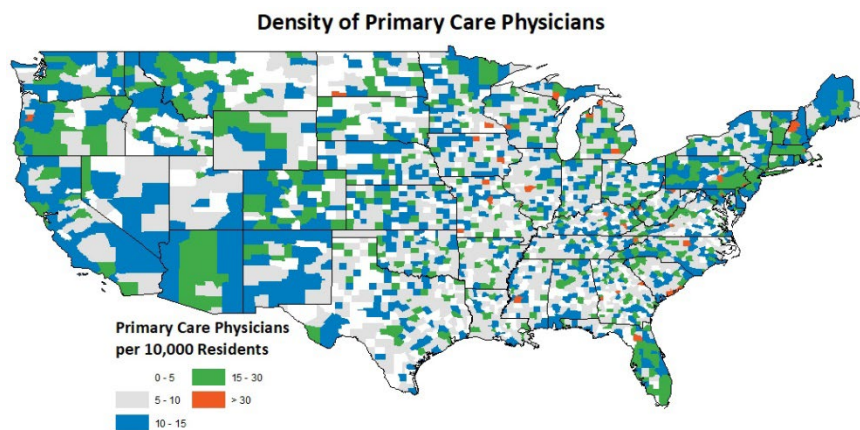 Density of Primary Care Physicians
Primary Care Physicians
per 10,000 Residents
0 - 5
15 - 30
5 - 10
> 30
10 - 15